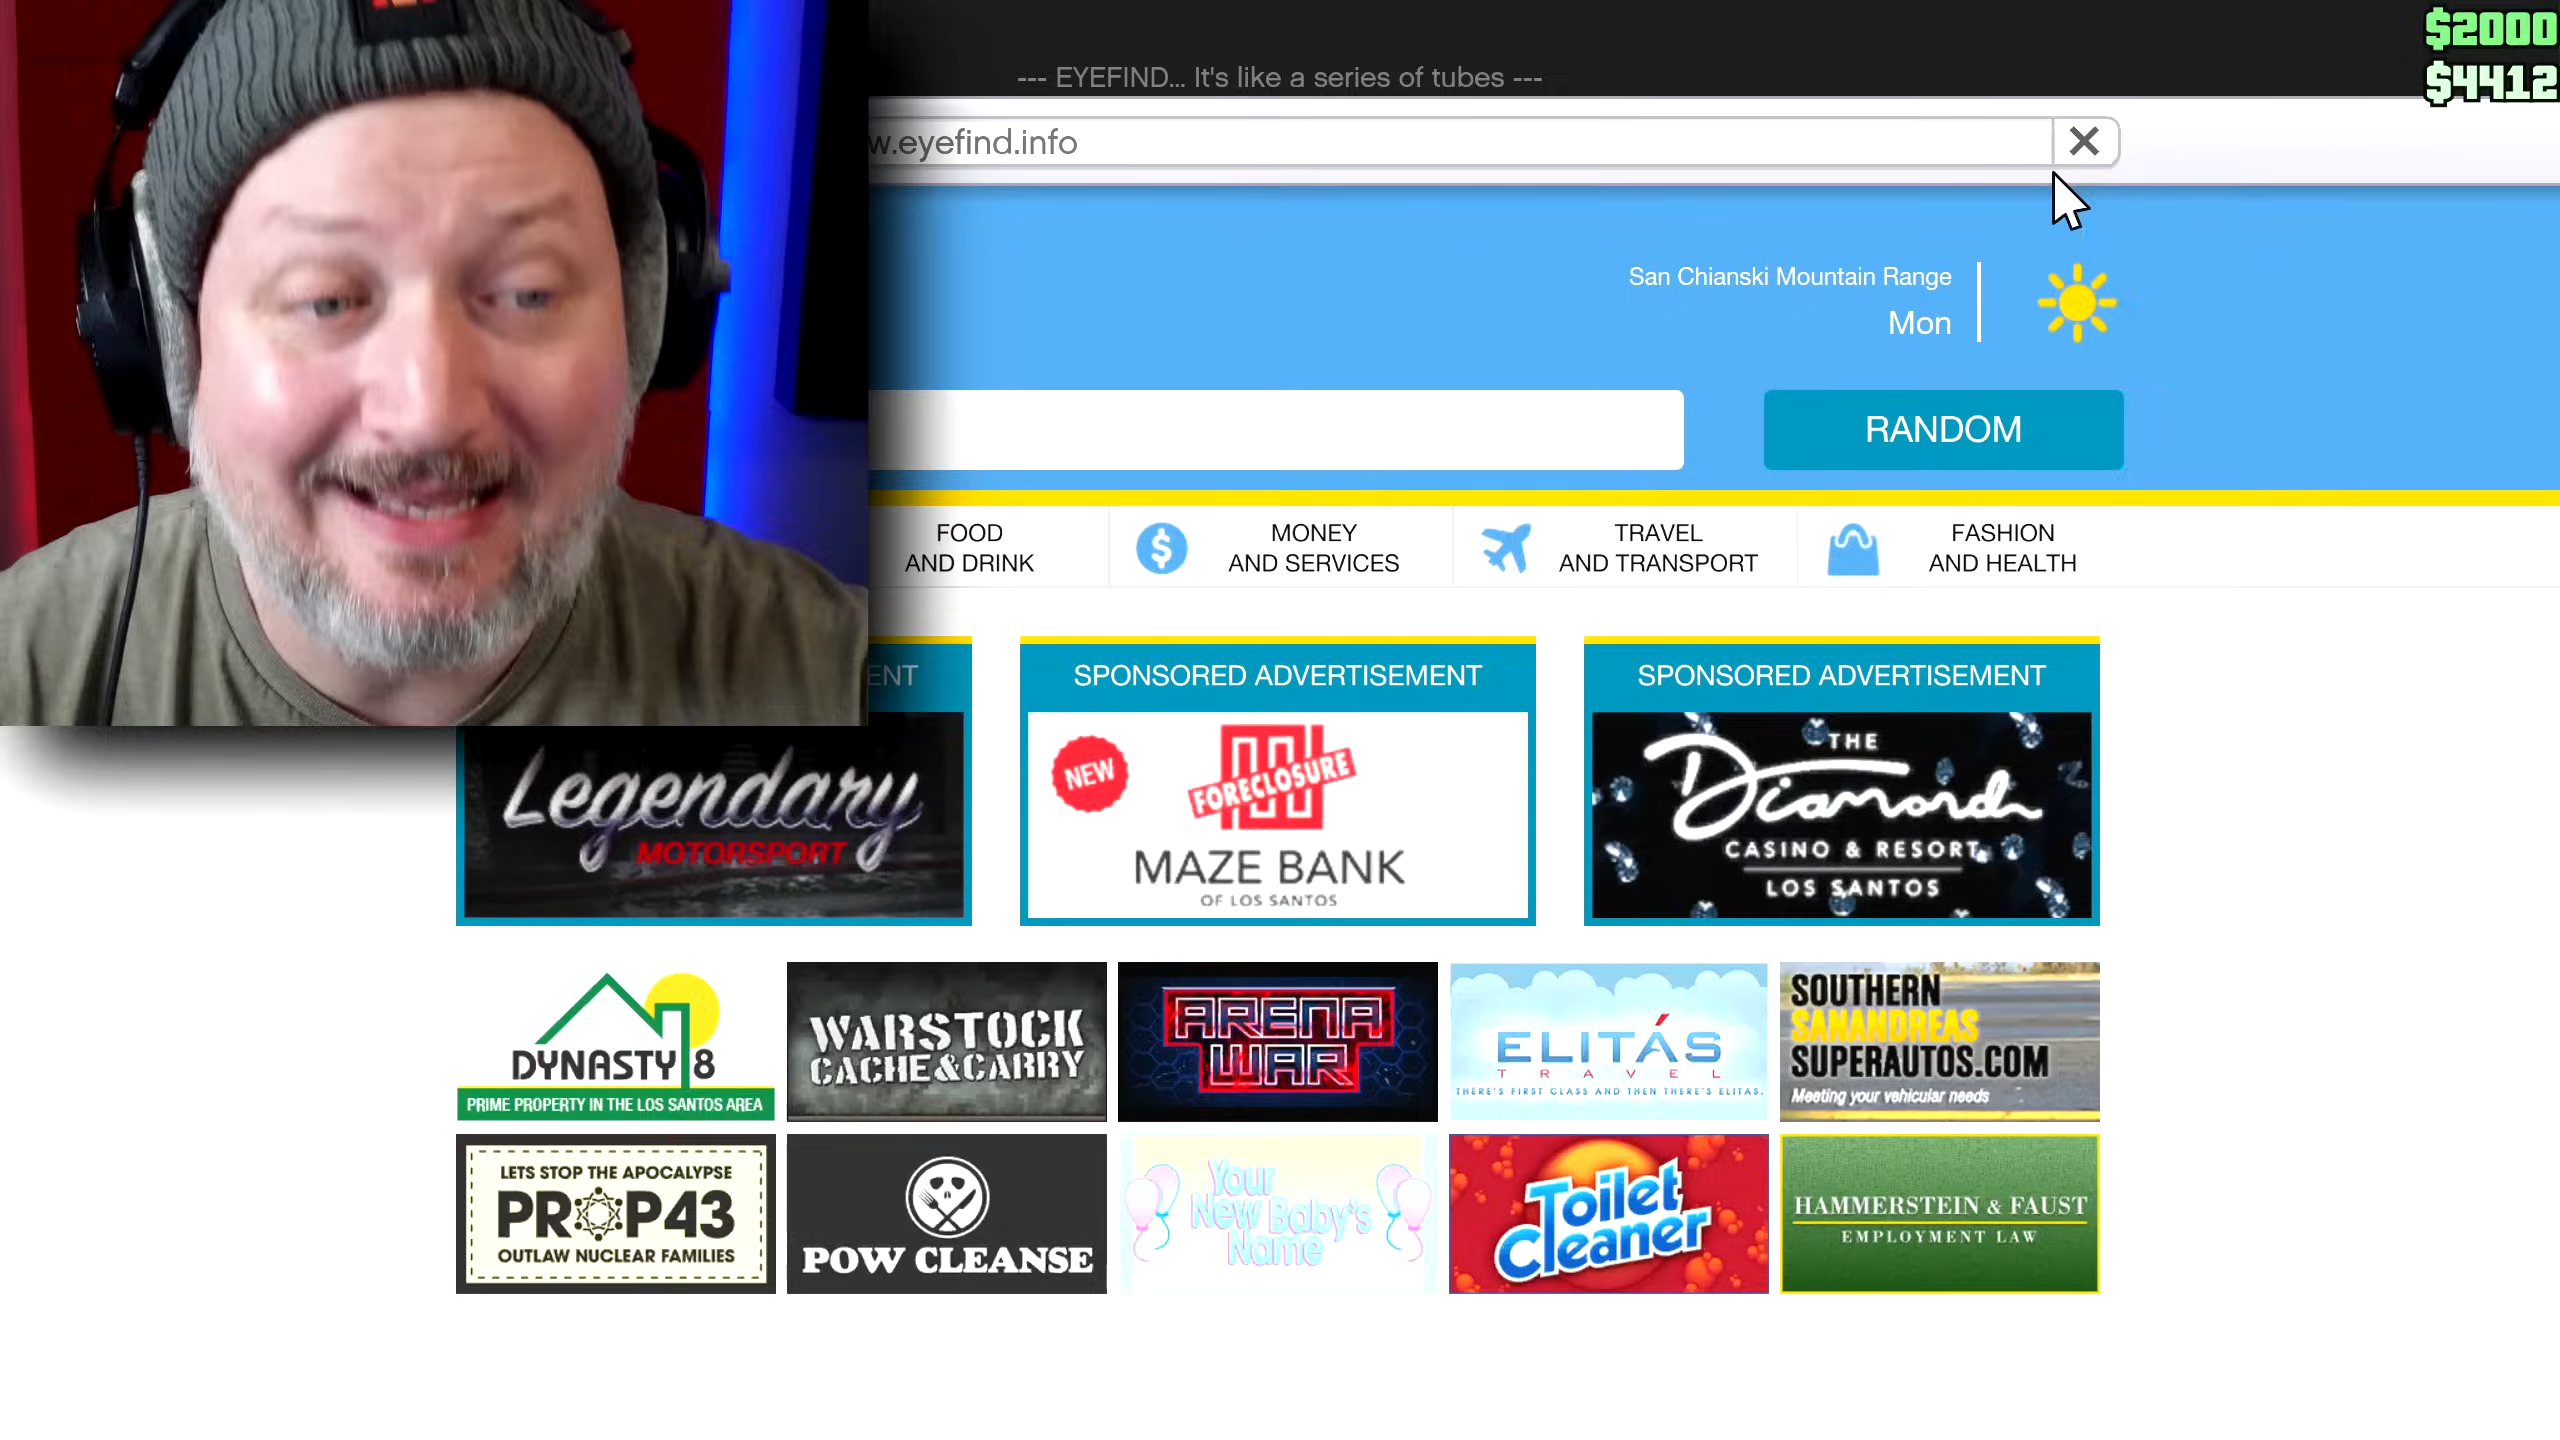 $2000
$4412
--- EYEFIND... It's like a series of tubes ---
w.eyefind.info
San Chianski Mountain Range
Mon
RANDOM
FOOD
AND DRINK
MONEY
AND SERVICES
TRAVEL
AND TRANSPORT
FASHION
AND HEALTH
ENT
SPONSORED ADVERTISEMENT
SPONSORED ADVERTISEMENT
Legendary
MOTORSPORT
NEW
FORECLOSURE
MAZE BANK
OF LOS SANTOS
THE
Diamond
CASINO & RESORT
LOS SANTOS
DYNASTY 8
PRIME PROPERTY IN THE LOS SANTOS AREA
WARSTOCK
CACHE & CARRY
ARENA
WAR
ELITÁS
TRAVEL
THERE'S FIRST CLASS AND THEN THERE'S ELITAS.
SOUTHERN
SANANDREAS
SUPERAUTOS.COM
Meeting your vehicular needs
LETS STOP THE APOCALYPSE
PROP43
OUTLAW NUCLEAR FAMILIES
POW CLEANSE
Your
New Baby's
Name
Toilet
Cleaner
HAMMERSTEIN & FAUST
EMPLOYMENT LAW